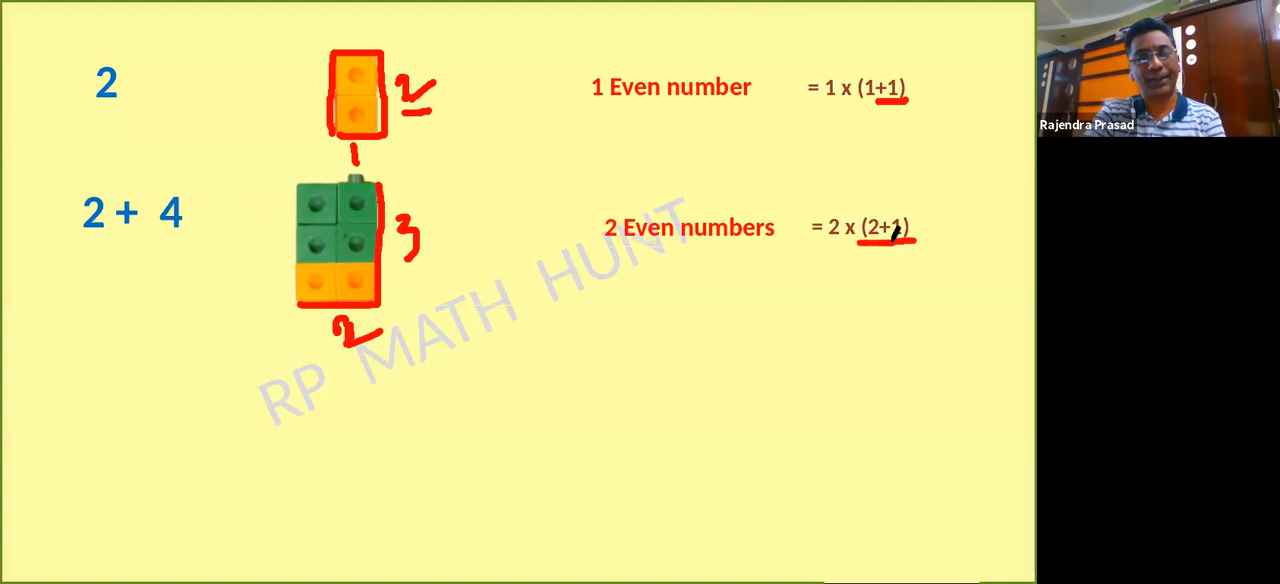 2
2
1 Even number = 1 x (1+1)
1
2 + 4
3
2 Even numbers = 2 x (2+1)
2
RP MATH HUNT
Rajendra Prasad